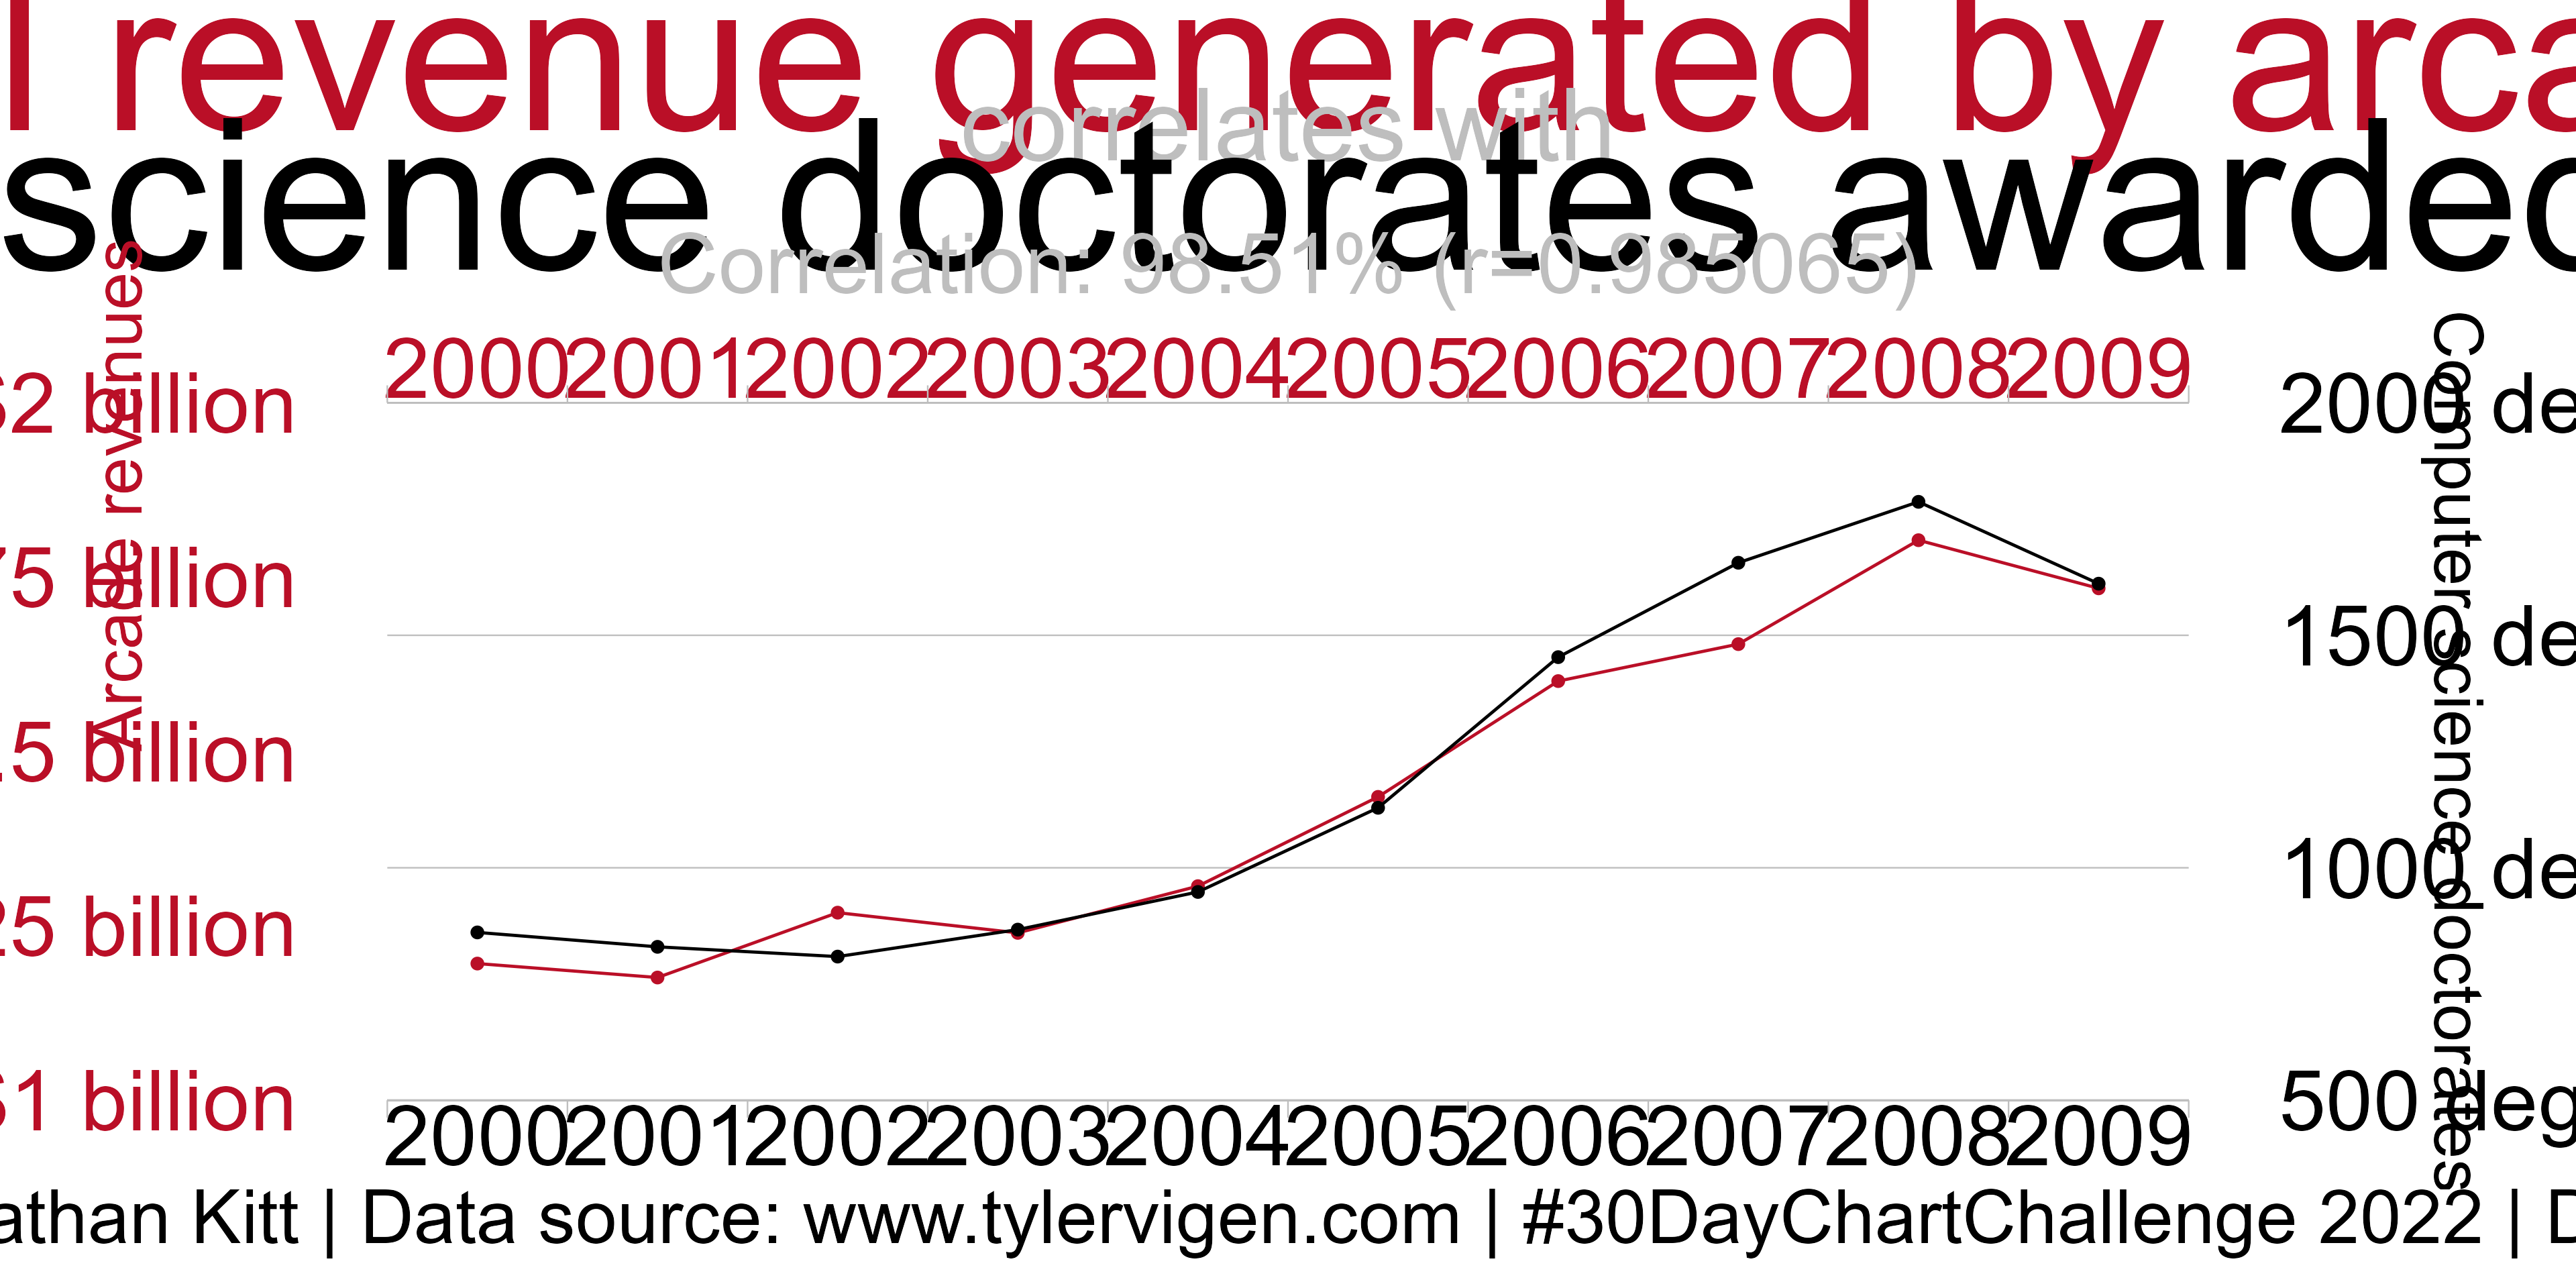 l revenue generated by arca
correlates with
science doctorates awarded
Correlation: 98.51% (r=0.985065)
2000 2001 2002 2003 2004 2005 2006 2007 2008 2009
Arcade revenues
$2 billion
75 billion
.5 billion
25 billion
$1 billion
2000 de
1500 de
1000 de
500 deg
Computer science doctorates
2000 2001 2002 2003 2004 2005 2006 2007 2008 2009
athan Kitt | Data source: www.tylervigen.com | #30DayChartChallenge 2022 | D